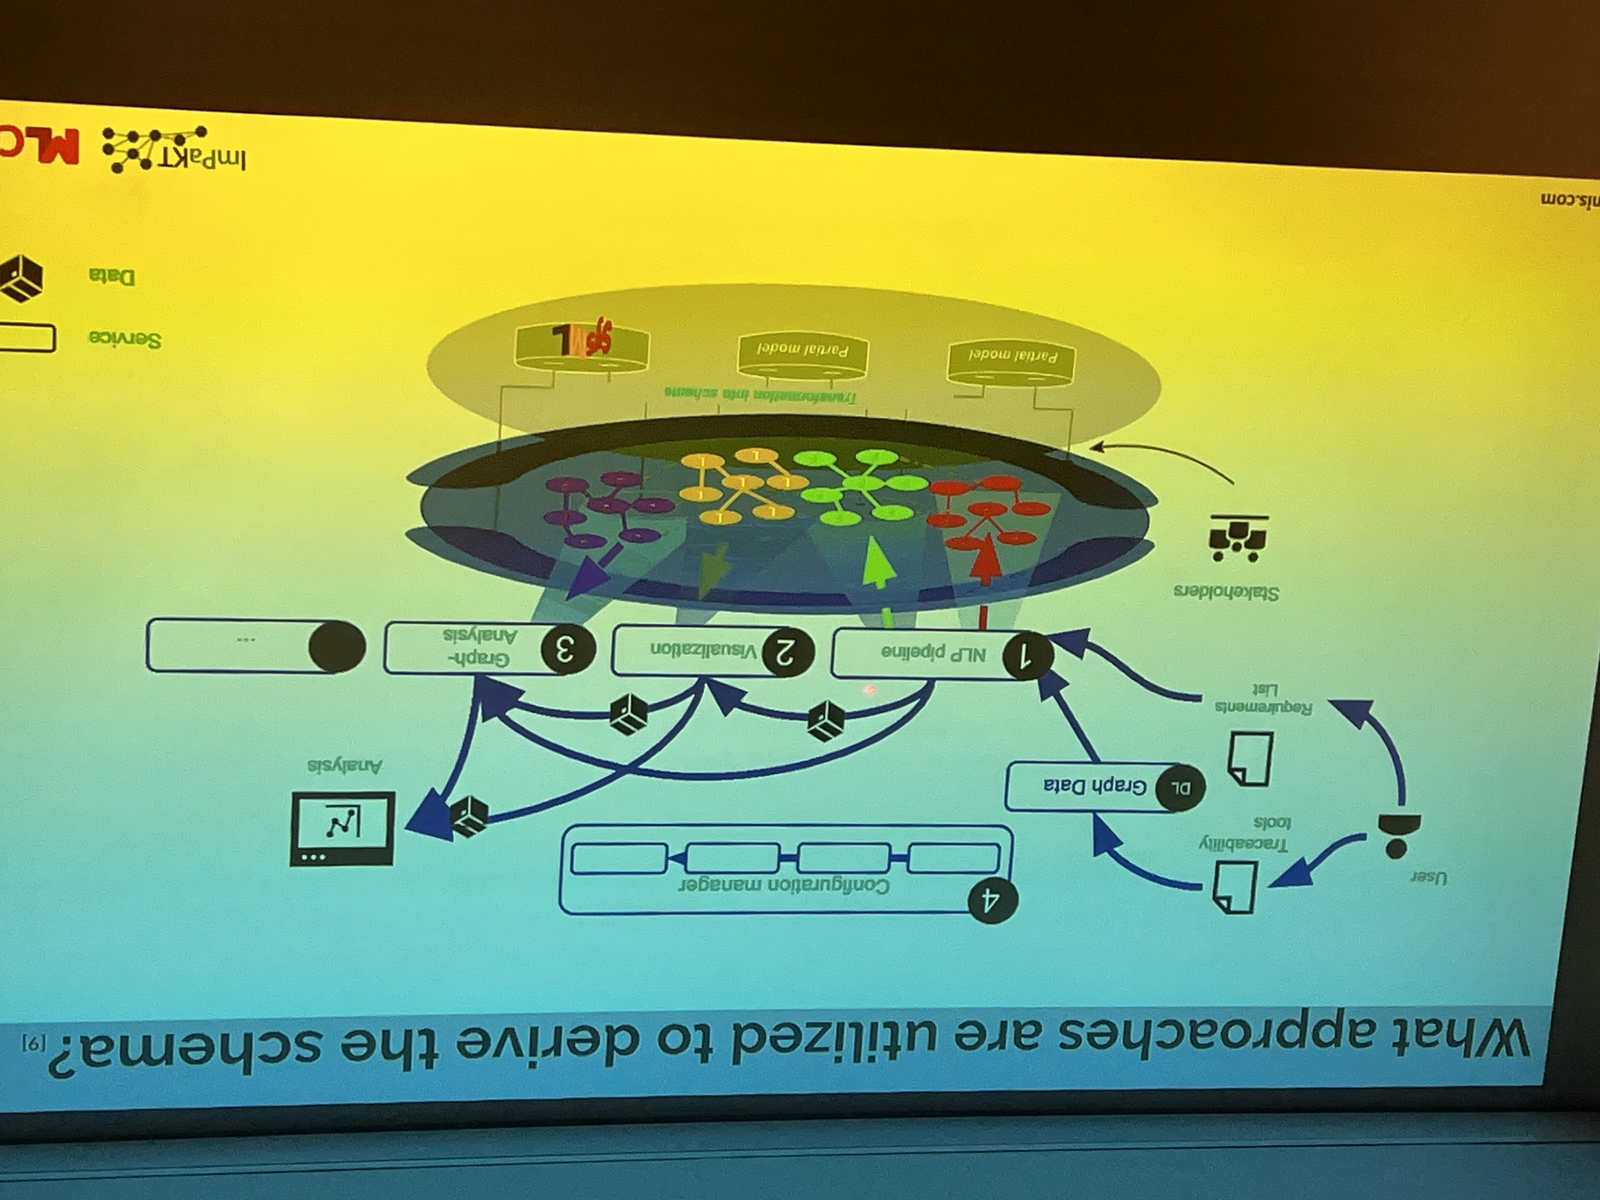 What approaches are utilized to derive the schema? [9]
User
Traceability
tools
4
Configuration manager
DL
Graph Data
Analysis
Requirements
List
1
NLP pipeline
2
Visualization
3
Graph-
Analysis
...
Stakeholders
L L
L L L
L L
Transformation into schema
Partial model
Partial model
sysML
Service
Data
nis.com
ImPaKT
MLC